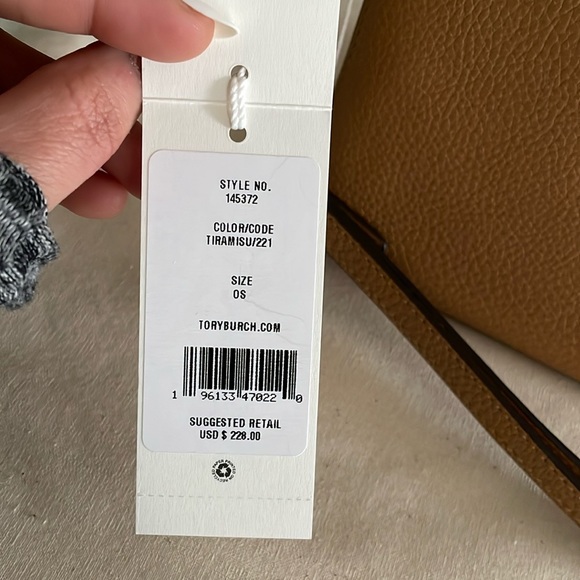 STYLE NO.
145372
COLOR/CODE
TIRAMISU/221
SIZE
OS
TORYBURCH.COM
1 96133 47022 0
SUGGESTED RETAIL
USD $ 228.00